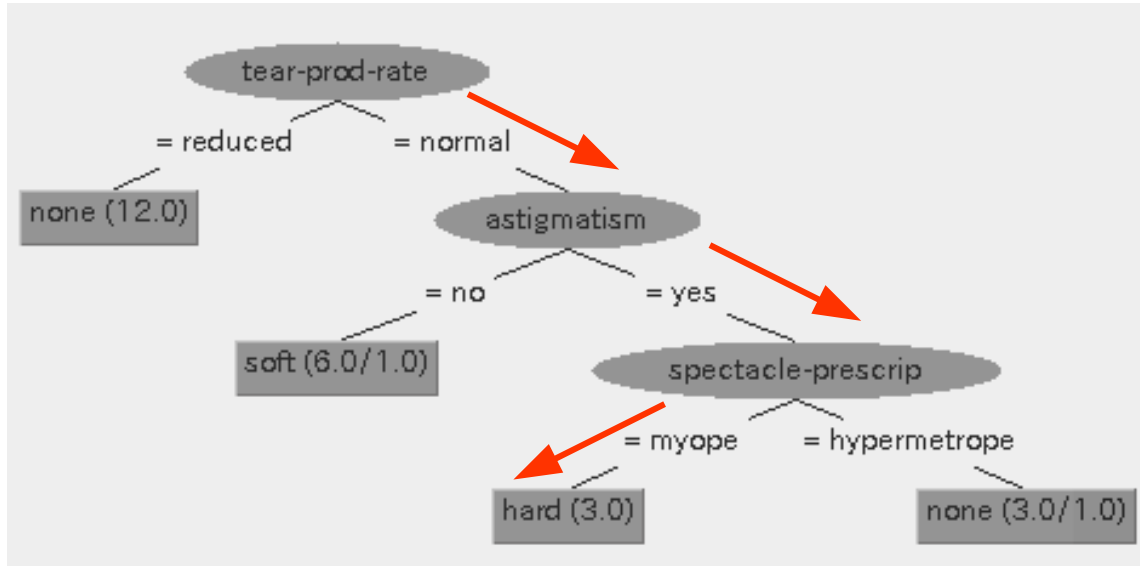 tear-prod-rate
= reduced
= normal
none (12.0)
astigmatism
= no
= yes
soft (6.0/1.0)
spectacle-prescrip
= myope
= hypermetrope
hard (3.0)
none (3.0/1.0)